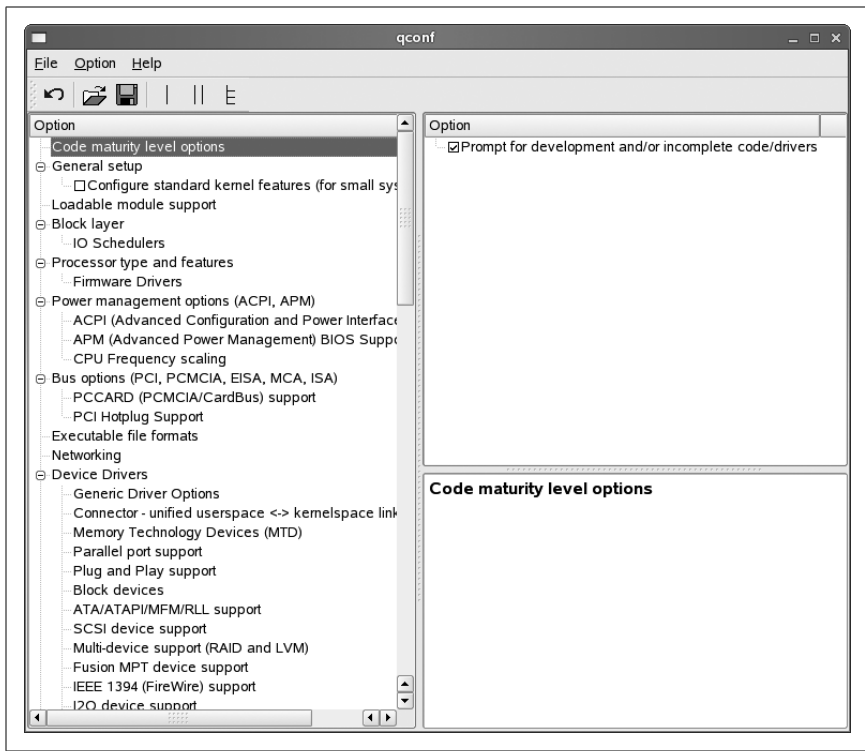 qconf
File Option Help
Option
Code maturity level options
General setup
Configure standard kernel features (for small sys
Loadable module support
Block layer
IO Schedulers
Processor type and features
Firmware Drivers
Power management options (ACPI, APM)
ACPI (Advanced Configuration and Power Interface
APM (Advanced Power Management) BIOS Suppo
CPU Frequency scaling
Bus options (PCI, PCMCIA, EISA, MCA, ISA)
PCCARD (PCMCIA/CardBus) support
PCI Hotplug Support
Executable file formats
Networking
Device Drivers
Generic Driver Options
Connector - unified userspace <-> kernelspace link
Memory Technology Devices (MTD)
Parallel port support
Plug and Play support
Block devices
ATA/ATAPI/MFM/RLL support
SCSI device support
Multi-device support (RAID and LVM)
Fusion MPT device support
IEEE 1394 (FireWire) support
I2O device support
Option
Prompt for development and/or incomplete code/drivers
Code maturity level options